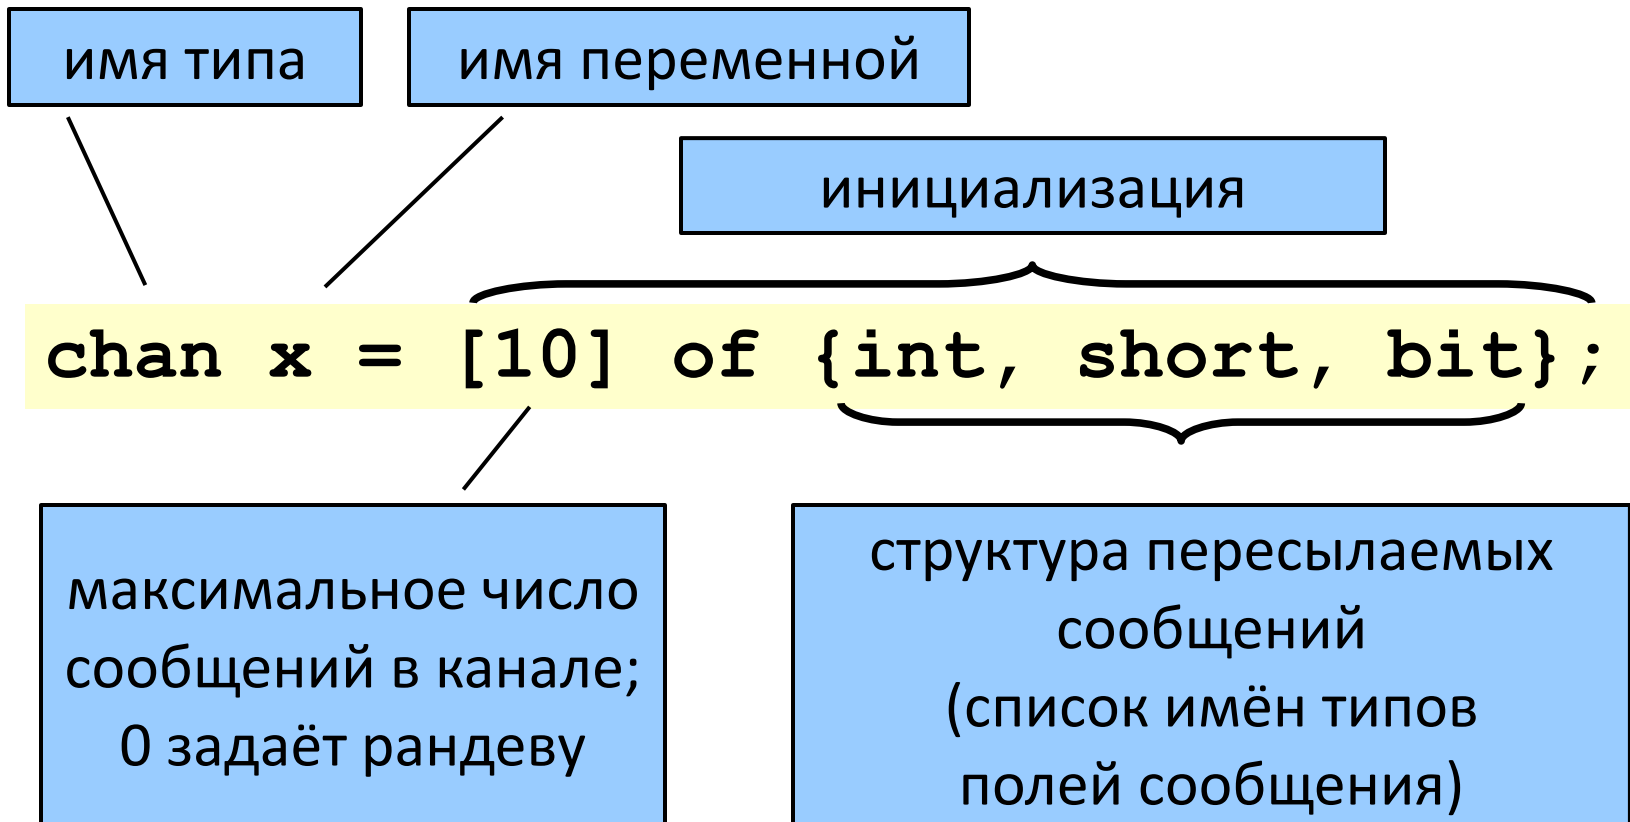 имя типа
имя переменной
инициализация
chan x = [10] of {int, short, bit};
максимальное число
сообщений в канале;
0 задаёт рандеву
структура пересылаемых
сообщений
(список имён типов
полей сообщения)